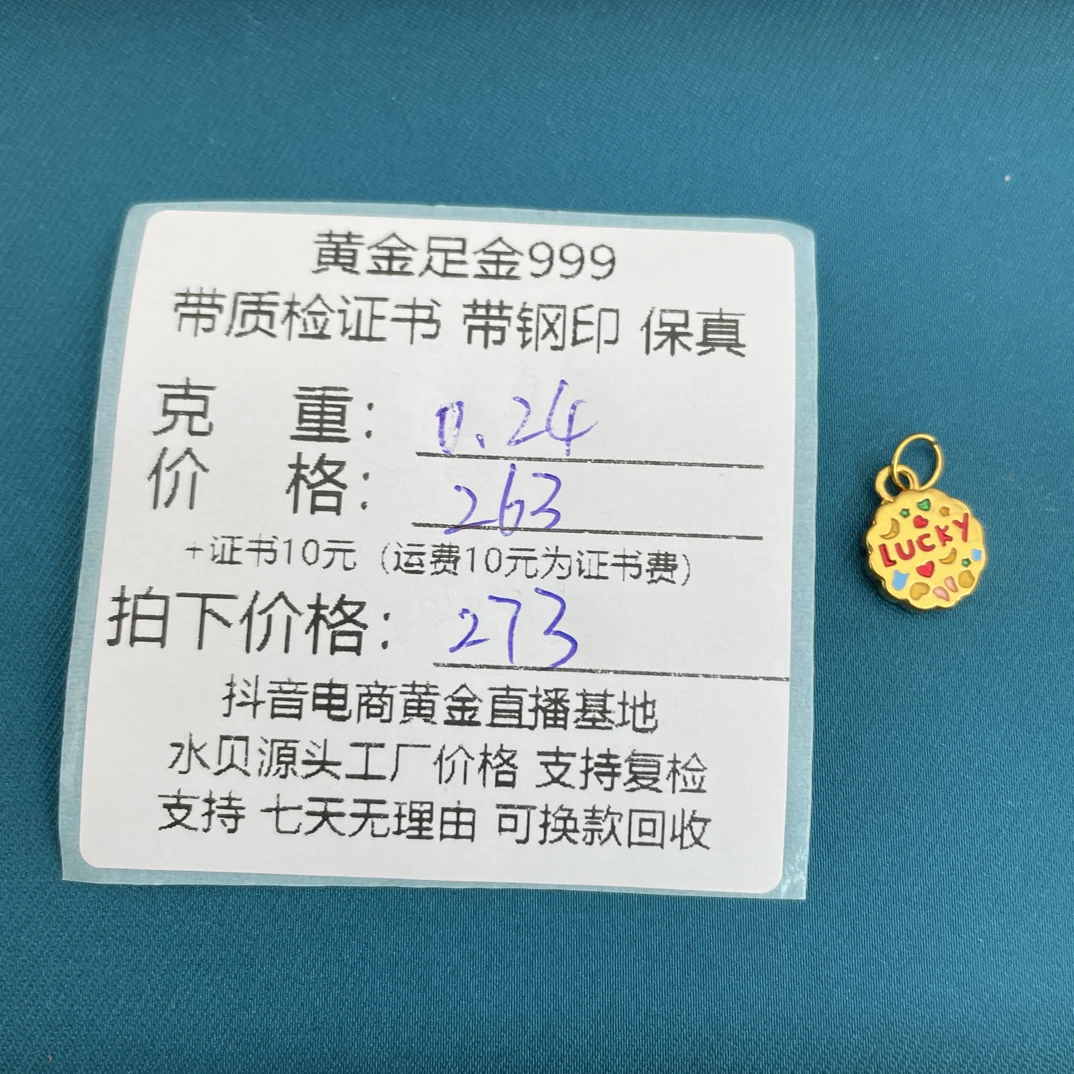 黄金足金999
带质检证书 带钢印 保真
克 重：0.24
价 格：263
+证书10元（运费10元为证书费）
拍下价格：273
抖音电商黄金直播基地
水贝源头工厂价格 支持复检
支持 七天无理由 可换款回收
LUCKY